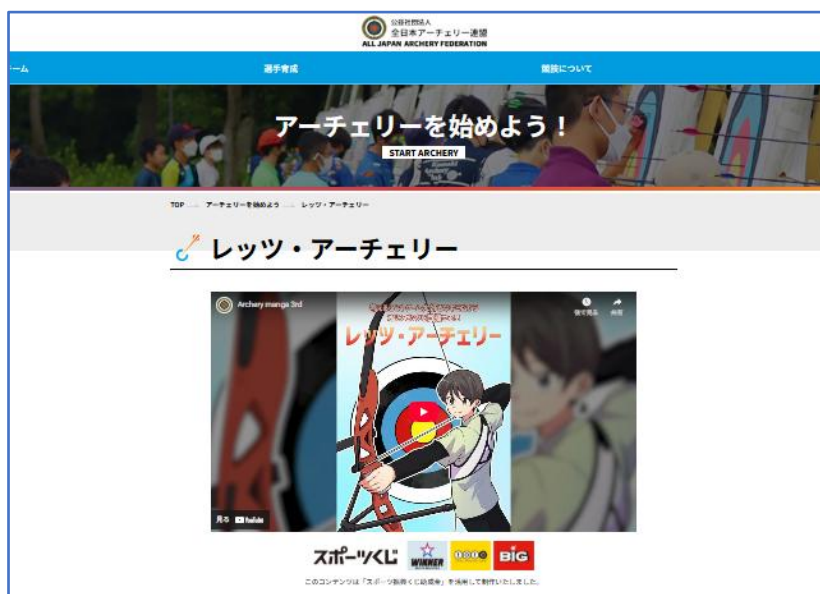 公益社団法人
全日本アーチェリー連盟
ALL JAPAN ARCHERY FEDERATION
ーム 選手育成 競技について
アーチェリーを始めよう！
START ARCHERY
TOP アーチェリーを始めよう レッツ・アーチェリー
レッツ・アーチェリー
Archery manga 3rd
後で見る 共有
レッツ・アーチェリー
見る YouTube
スポーツくじ WINNER toto BIG
このコンテンツは「スポーツ振興くじ助成金」を活用して制作いたしました。